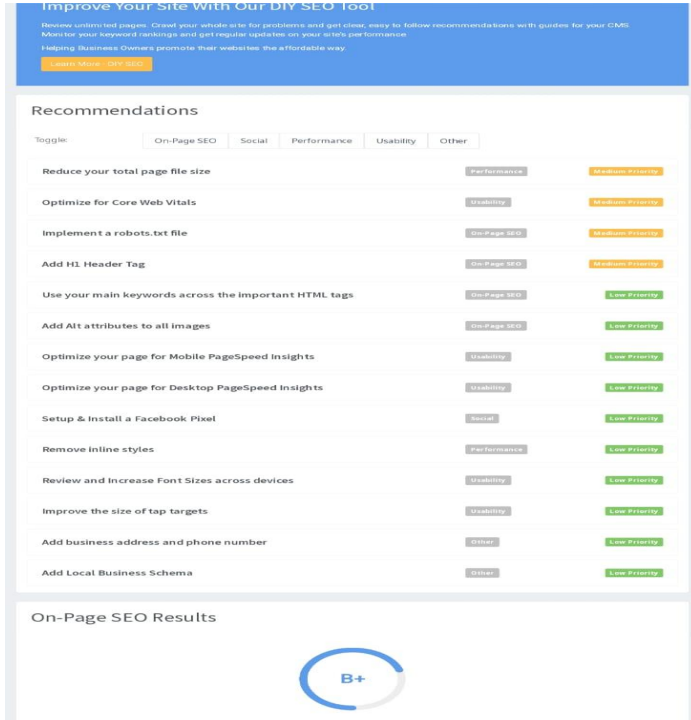 Improve Your Site With Our DIY SEO Tool
Review unlimited pages. Crawl your whole site for problems and get clear, easy to follow recommendations with guides for your CMS.
Monitor your keyword rankings and get regular updates on your site's performance.
Helping Business Owners promote their websites the affordable way.
Learn More - DIY SEO
Recommendations
Toggle: On-Page SEO Social Performance Usability Other
Reduce your total page file size Performance Medium Priority
Optimize for Core Web Vitals Usability Medium Priority
Implement a robots.txt file On-Page SEO Medium Priority
Add H1 Header Tag On-Page SEO Medium Priority
Use your main keywords across the important HTML tags On-Page SEO Low Priority
Add Alt attributes to all images On-Page SEO Low Priority
Optimize your page for Mobile PageSpeed Insights Usability Low Priority
Optimize your page for Desktop PageSpeed Insights Usability Low Priority
Setup & Install a Facebook Pixel Social Low Priority
Remove inline styles Performance Low Priority
Review and Increase Font Sizes across devices Usability Low Priority
Improve the size of tap targets Usability Low Priority
Add business address and phone number Other Low Priority
Add Local Business Schema Other Low Priority
On-Page SEO Results
B+